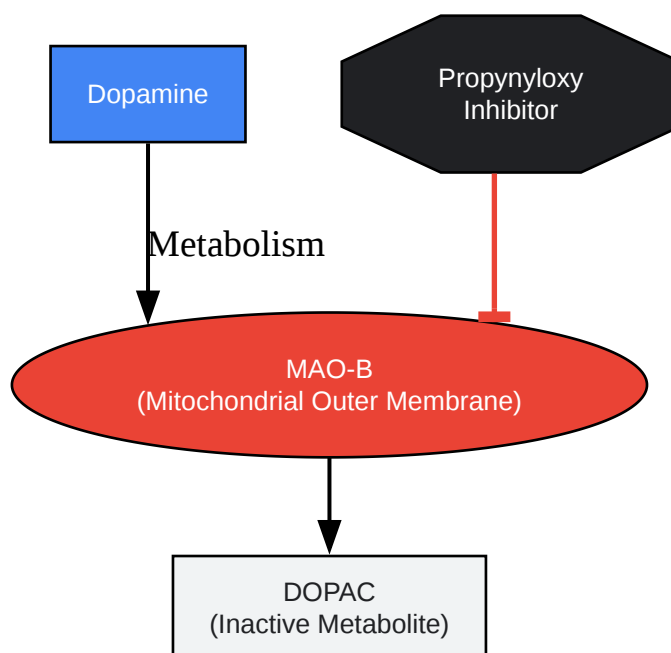 Dopamine
Propynyloxy
Inhibitor
Metabolism
MAO-B
(Mitochondrial Outer Membrane)
DOPAC
(Inactive Metabolite)